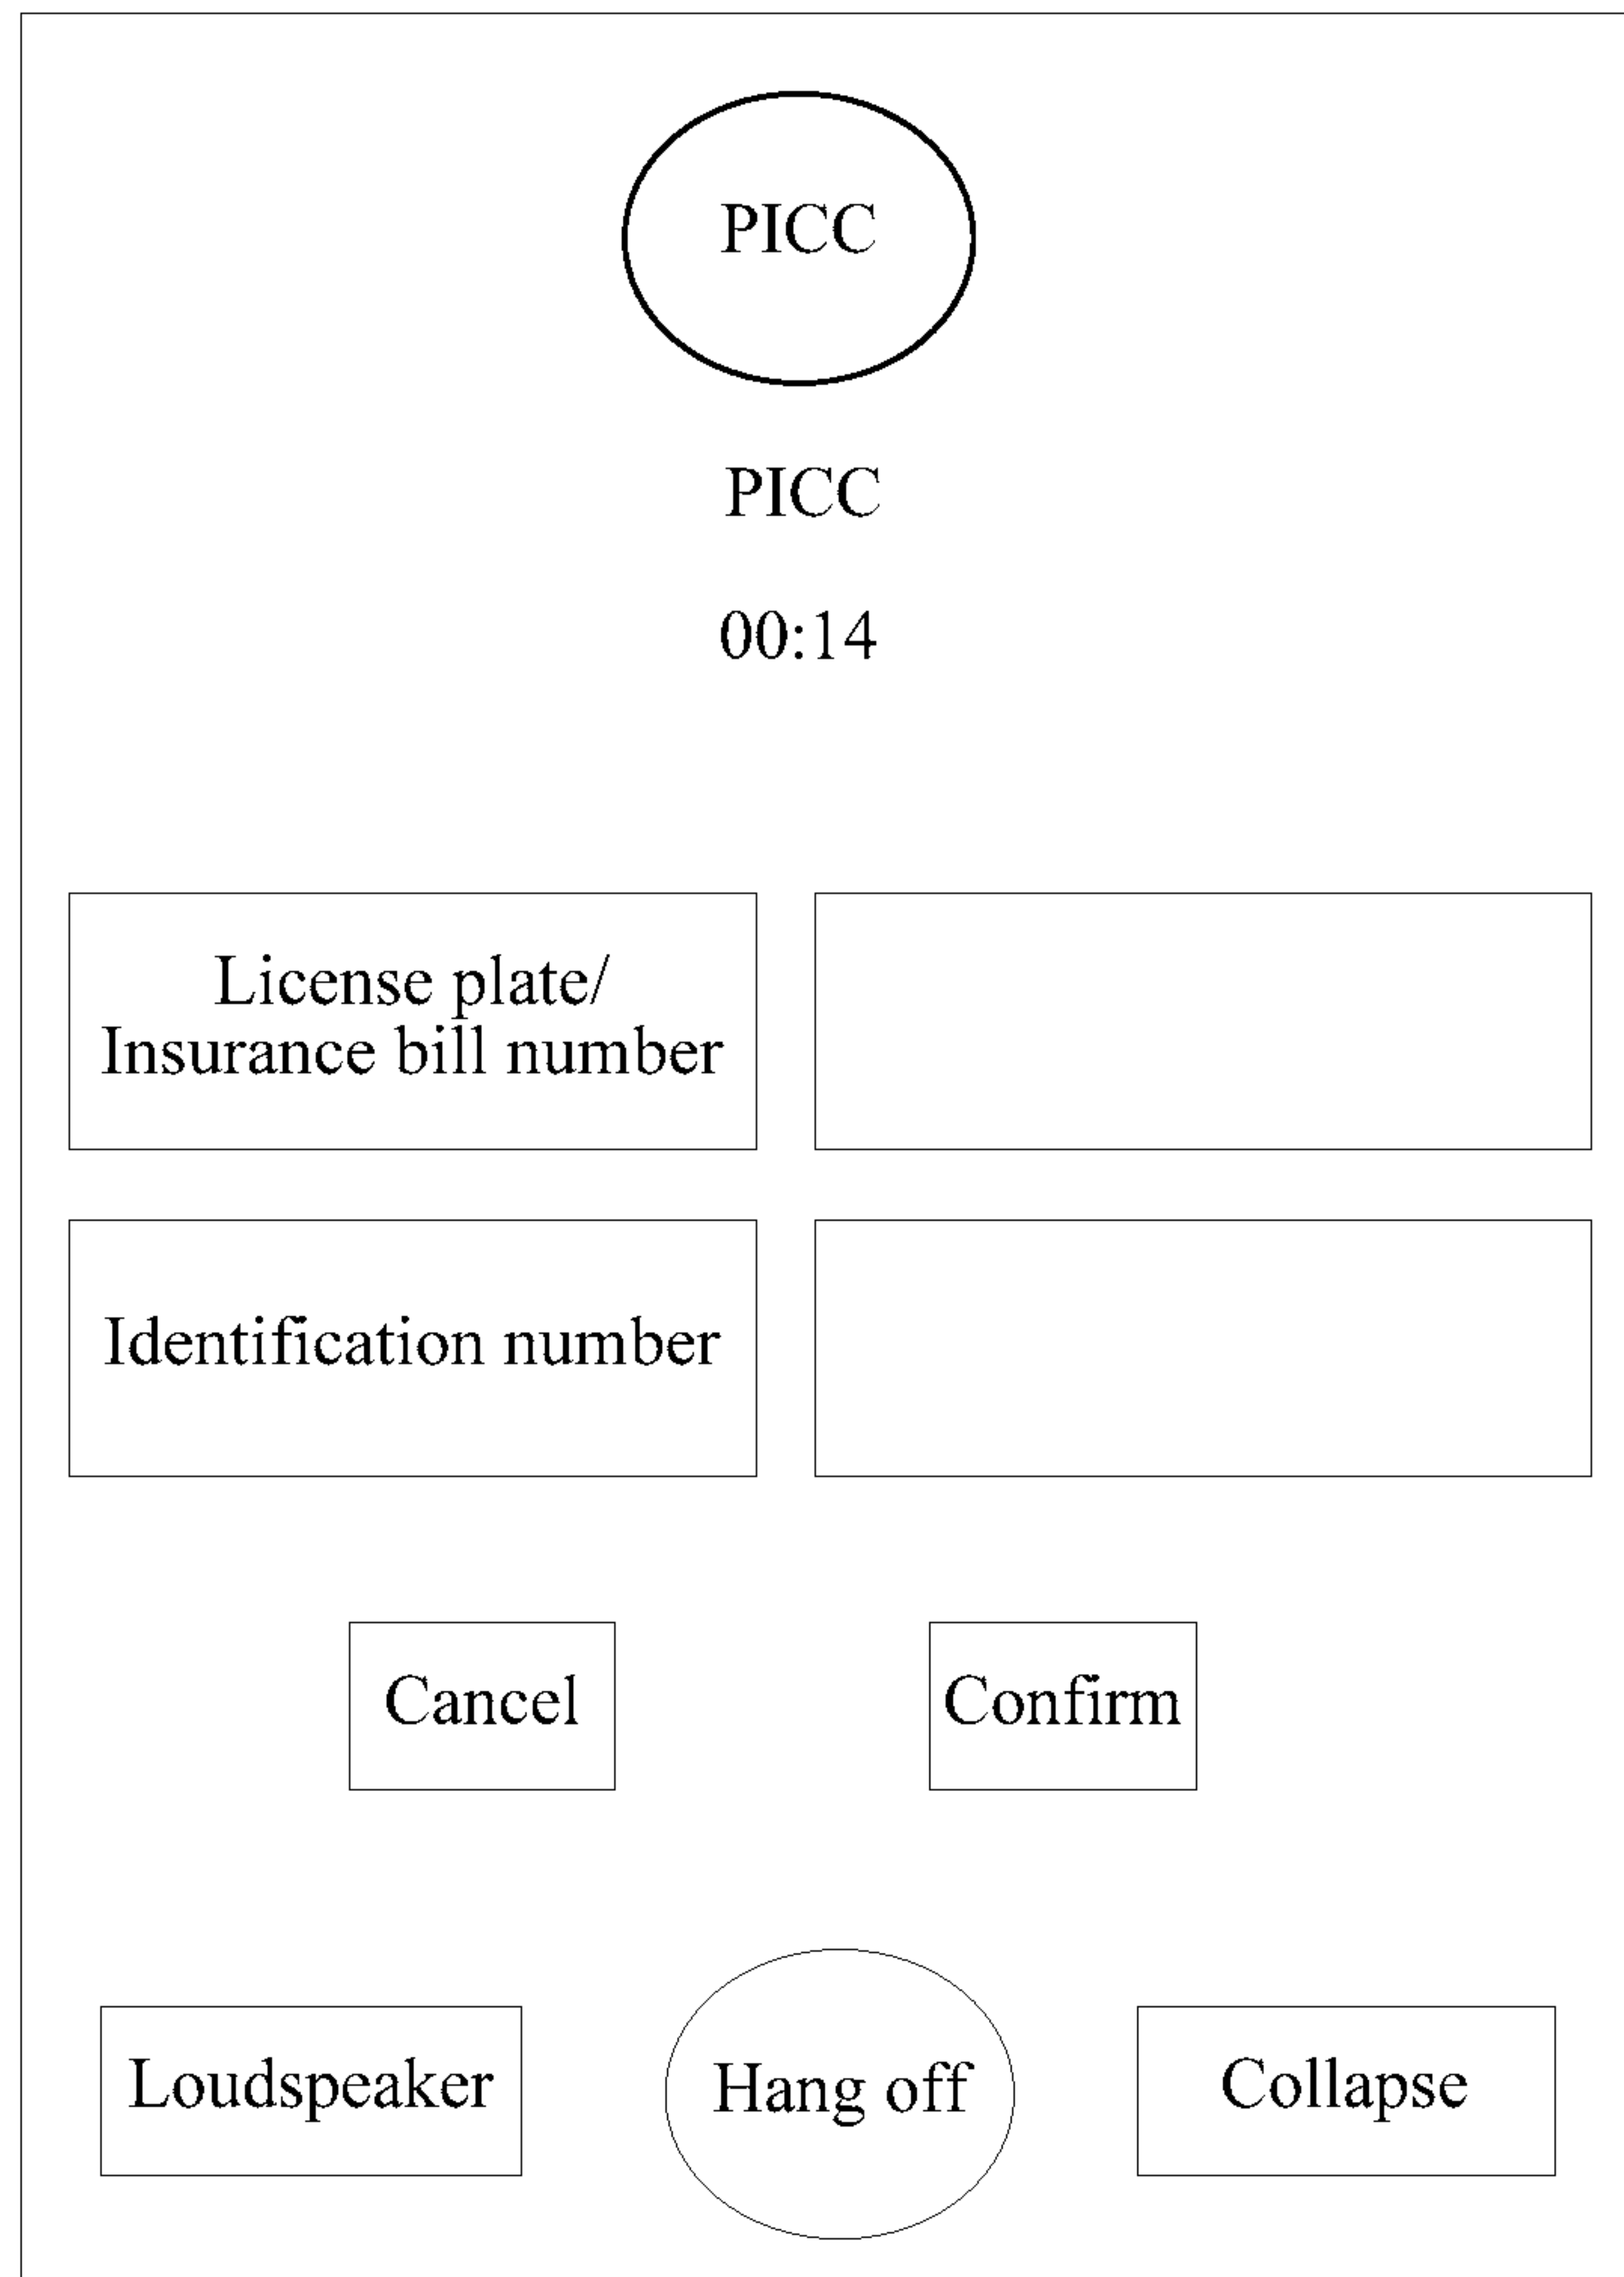 PICC
PICC
00:14
License plate/
Insurance bill number
Identification number
Cancel
Confirm
Loudspeaker
Hang off
Collapse